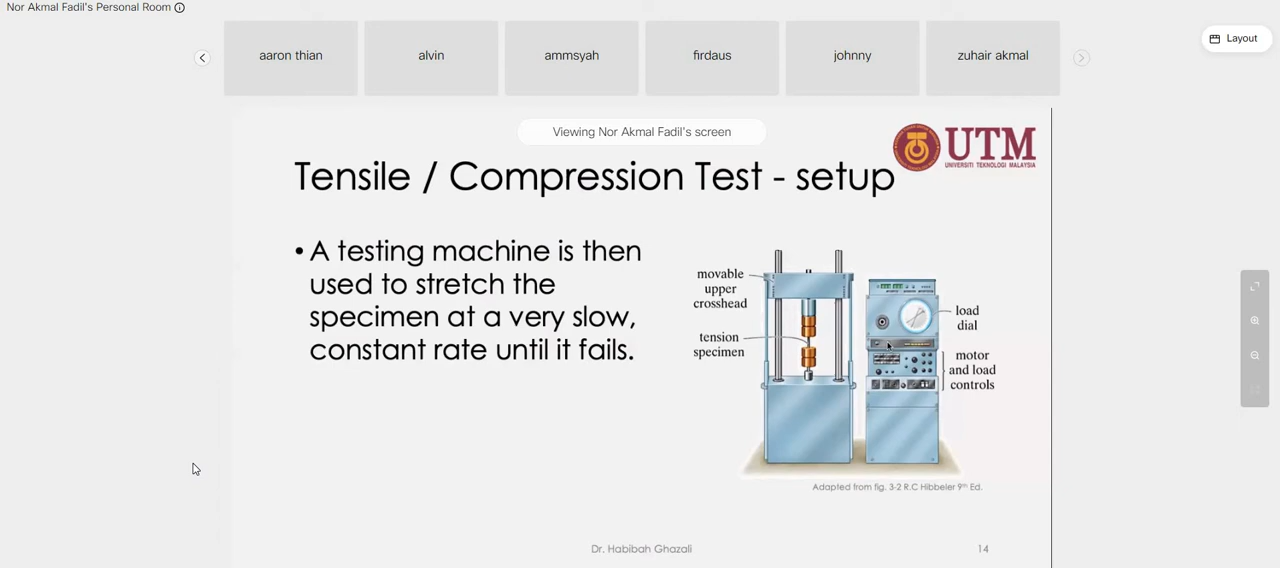 Nor Akmal Fadil's Personal Room
Layout
aaron thian
alvin
ammsyah
firdaus
johnny
zuhair akmal
Viewing Nor Akmal Fadil's screen
UTM
UNIVERSITI TEKNOLOGI MALAYSIA
Tensile / Compression Test - setup
• A testing machine is then
used to stretch the
specimen at a very slow,
constant rate until it fails.
movable
upper
crosshead
tension
specimen
load
dial
motor
and load
controls
Adapted from fig. 3-2 R.C Hibbeler 9th Ed.
Dr. Habibah Ghazali
14